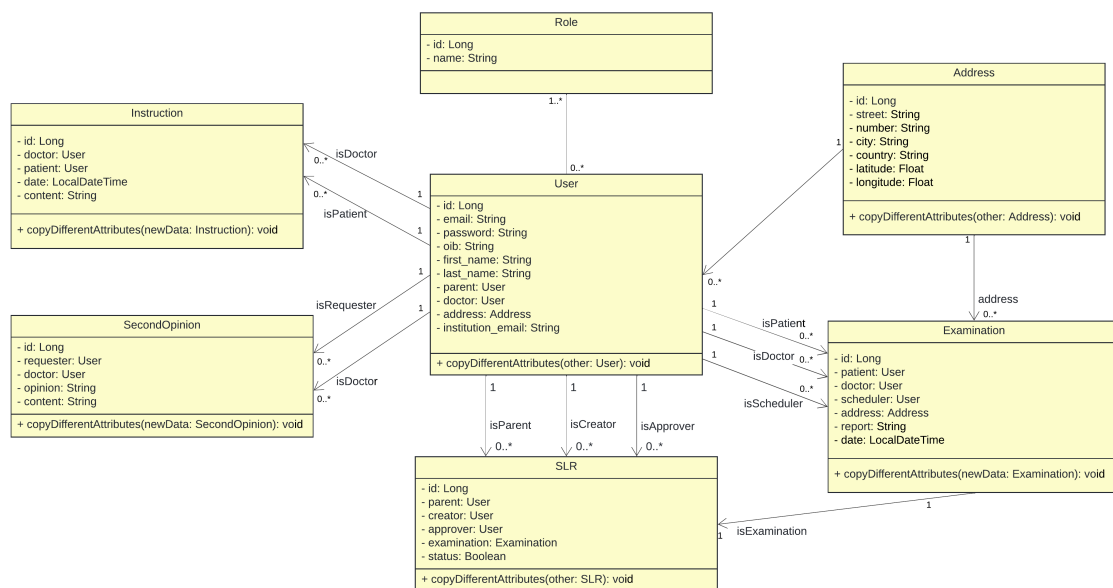 Role
- id: Long
- name: String
1..*
0..*
Address
- id: Long
- street: String
- number: String
- city: String
- country: String
- latitude: Float
- longitude: Float
+ copyDifferentAttributes(other: Address): void
1
0..*
1
address
0..*
Instruction
- id: Long
- doctor: User
- patient: User
- date: LocalDateTime
- content: String
+ copyDifferentAttributes(newData: Instruction): void
isDoctor
0..*
1
0..*
isPatient
1
User
- id: Long
- email: String
- password: String
- oib: String
- first_name: String
- last_name: String
- parent: User
- doctor: User
- address: Address
- institution_email: String
+ copyDifferentAttributes(other: User): void
1
isRequester
0..*
1
isDoctor
0..*
SecondOpinion
- id: Long
- requester: User
- doctor: User
- opinion: String
- content: String
+ copyDifferentAttributes(newData: SecondOpinion): void
1
isPatient
0..*
1
isDoctor
0..*
1
isScheduler
0..*
Examination
- id: Long
- patient: User
- doctor: User
- scheduler: User
- address: Address
- report: String
- date: LocalDateTime
+ copyDifferentAttributes(newData: Examination): void
1
1
1
isParent
isCreator
isApprover
0..*
0..*
0..*
SLR
- id: Long
- parent: User
- creator: User
- approver: User
- examination: Examination
- status: Boolean
+ copyDifferentAttributes(other: SLR): void
1
isExamination
1